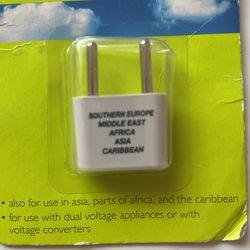 SOUTHERN EUROPE
MIDDLE EAST
AFRICA
ASIA
CARIBBEAN
• also for use in asia, parts of africa, and the caribbean
• for use with dual voltage appliances or with
voltage converters